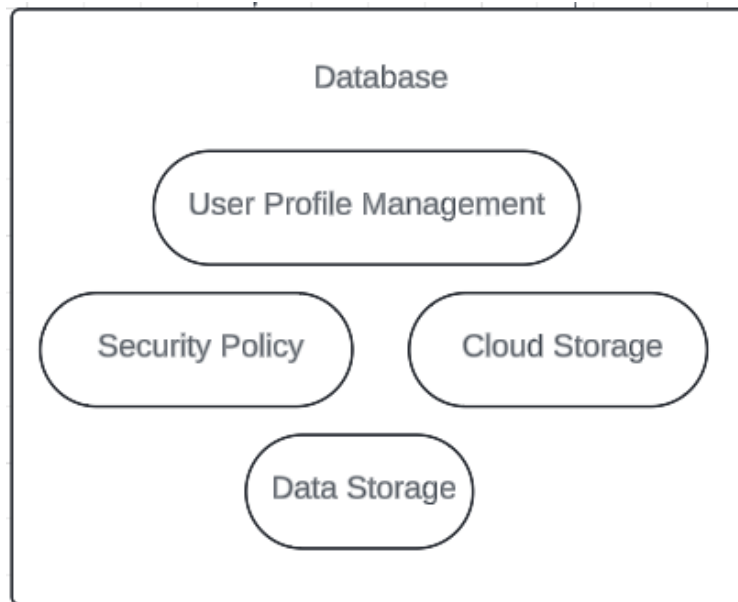 Database
User Profile Management
Security Policy
Cloud Storage
Data Storage